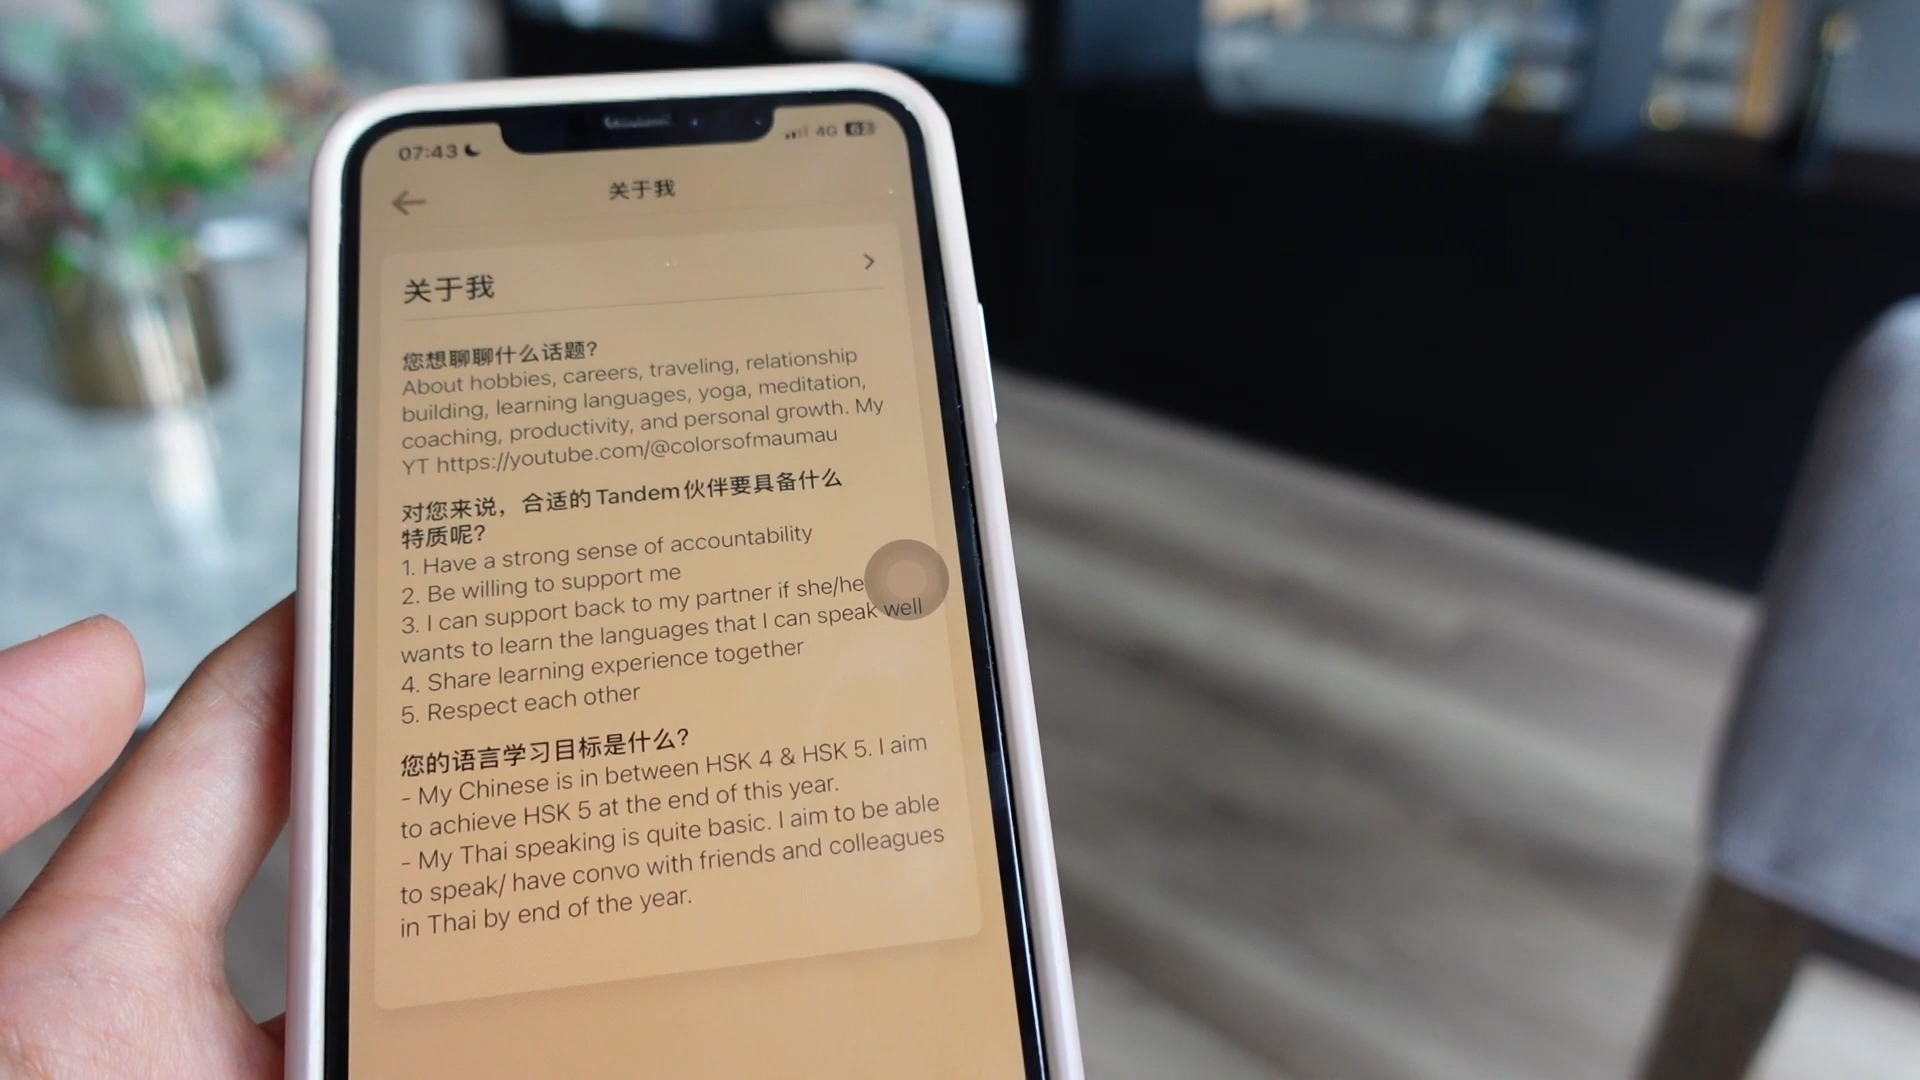 07:43
4G 62
关于我
关于我
您想聊聊什么话题?
About hobbies, careers, traveling, relationship
building, learning languages, yoga, meditation,
coaching, productivity, and personal growth. My
YT https://youtube.com/@colorsofmaumau
对您来说，合适的Tandem伙伴要具备什么
特质呢?
1. Have a strong sense of accountability
2. Be willing to support me
3. I can support back to my partner if she/he
wants to learn the languages that I can speak well
4. Share learning experience together
5. Respect each other
您的语言学习目标是什么?
- My Chinese is in between HSK 4 & HSK 5. I aim
to achieve HSK 5 at the end of this year.
- My Thai speaking is quite basic. I aim to be able
to speak/ have convo with friends and colleagues
in Thai by end of the year.